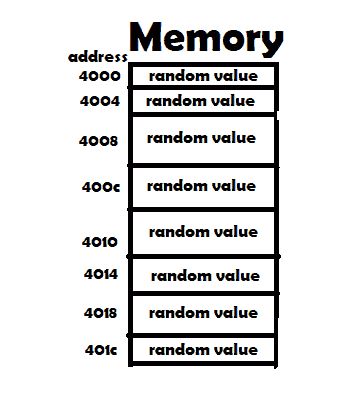 Memory
address
4000 random value
4004 random value
4008 random value
400c random value
4010 random value
4014 random value
4018 random value
401c random value